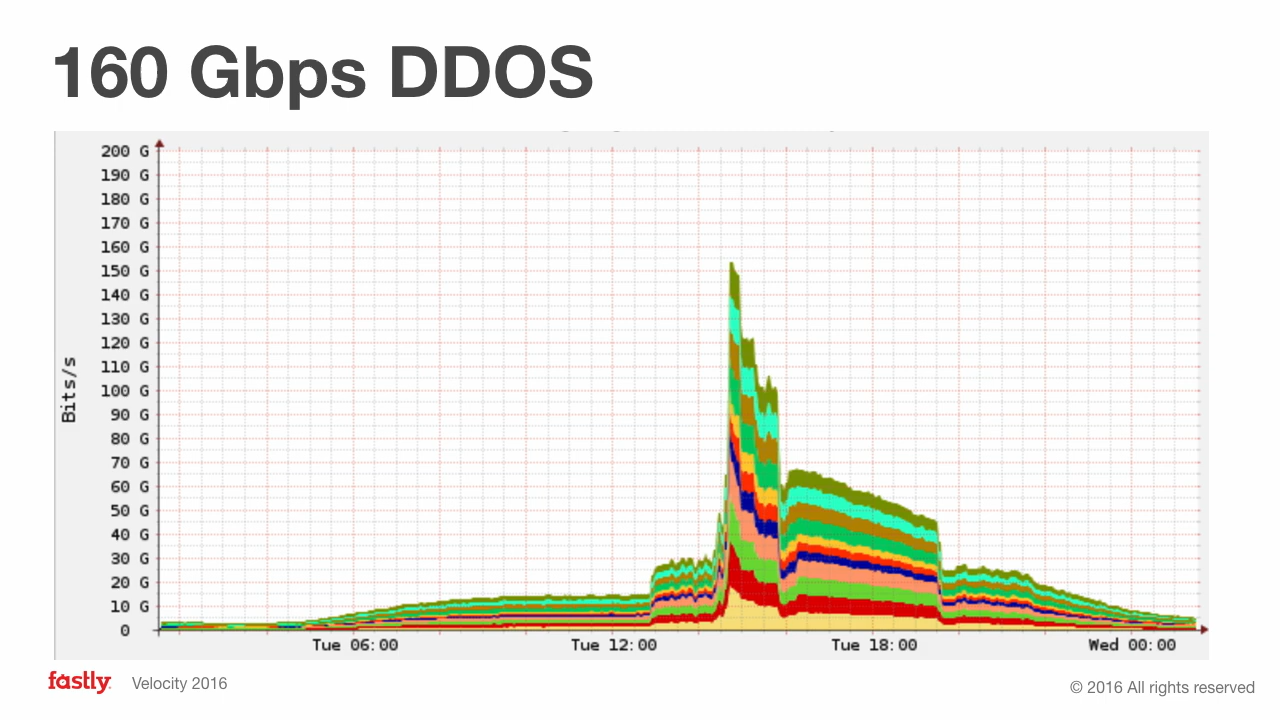 160 Gbps DDOS
200 G
190 G
180 G
170 G
160 G
150 G
140 G
130 G
120 G
110 G
100 G
90 G
80 G
70 G
60 G
50 G
40 G
30 G
20 G
10 G
0
Bits/s
Tue 06:00 Tue 12:00 Tue 18:00 Wed 00:00
fastly Velocity 2016 © 2016 All rights reserved